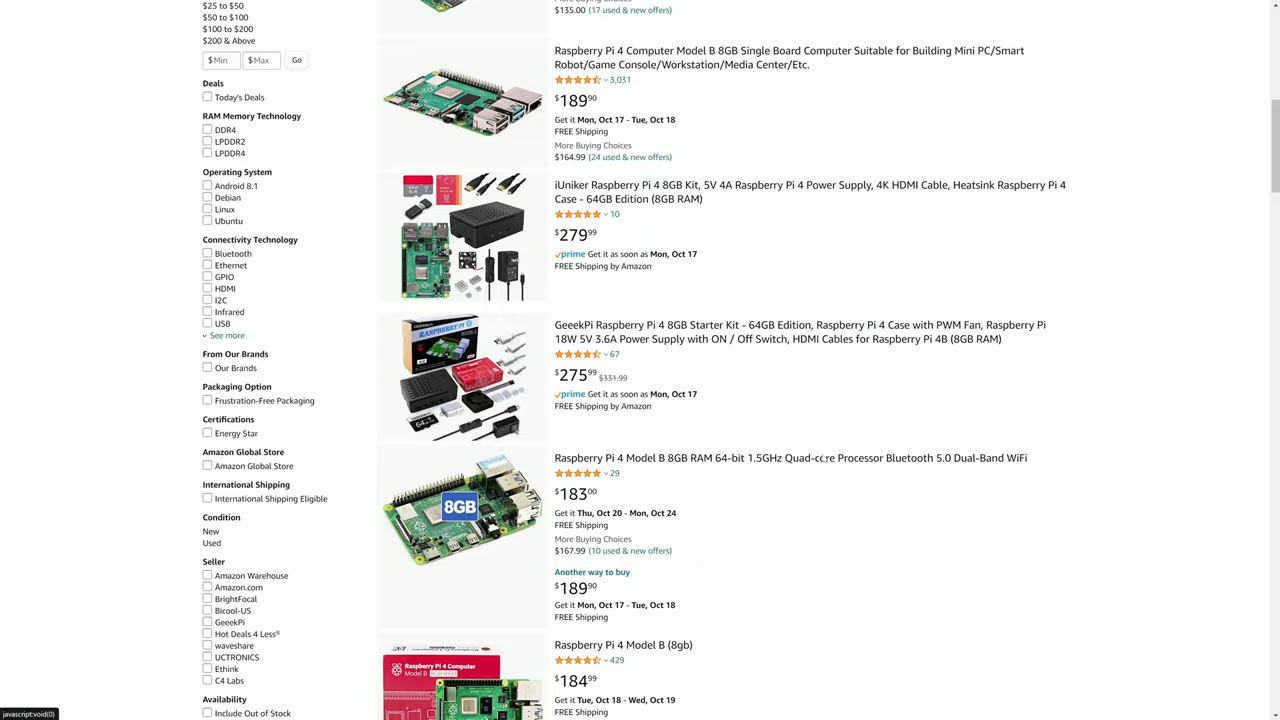 $25 to $50
$50 to $100
$100 to $200
$200 & Above
$ Min $ Max Go
Deals
Today's Deals
RAM Memory Technology
DDR4
LPDDR2
LPDDR4
Operating System
Android 8.1
Debian
Linux
Ubuntu
Connectivity Technology
Bluetooth
Ethernet
GPIO
HDMI
I2C
Infrared
USB
See more
From Our Brands
Our Brands
Packaging Option
Frustration-Free Packaging
Certifications
Energy Star
Amazon Global Store
Amazon Global Store
International Shipping
International Shipping Eligible
Condition
New
Used
Seller
Amazon Warehouse
Amazon.com
BrightFocal
Bicool-US
GeeekPi
Hot Deals 4 Less®
waveshare
UCTRONICS
Ethink
C4 Labs
Availability
Include Out of Stock
javascript:void(0)
$135.00 (17 used & new offers)
Raspberry Pi 4 Computer Model B 8GB Single Board Computer Suitable for Building Mini PC/Smart
Robot/Game Console/Workstation/Media Center/Etc.
3,031
$189.90
Get it Mon, Oct 17 - Tue, Oct 18
FREE Shipping
More Buying Choices
$164.99 (24 used & new offers)
iUniker Raspberry Pi 4 8GB Kit, 5V 4A Raspberry Pi 4 Power Supply, 4K HDMI Cable, Heatsink Raspberry Pi 4
Case - 64GB Edition (8GB RAM)
10
$279.99
prime Get it as soon as Mon, Oct 17
FREE Shipping by Amazon
GeeekPi Raspberry Pi 4 8GB Starter Kit - 64GB Edition, Raspberry Pi 4 Case with PWM Fan, Raspberry Pi
18W 5V 3.6A Power Supply with ON / Off Switch, HDMI Cables for Raspberry Pi 4B (8GB RAM)
67
$275.99 $331.99
prime Get it as soon as Mon, Oct 17
FREE Shipping by Amazon
RASPBERRY PI
64
Raspberry Pi 4 Model B 8GB RAM 64-bit 1.5GHz Quad-core Processor Bluetooth 5.0 Dual-Band WiFi
29
$183.00
Get it Thu, Oct 20 - Mon, Oct 24
FREE Shipping
More Buying Choices
$167.99 (10 used & new offers)
Another way to buy
$189.90
Get it Mon, Oct 17 - Tue, Oct 18
FREE Shipping
8GB
Raspberry Pi 4 Model B (8gb)
429
$184.99
Get it Tue, Oct 18 - Wed, Oct 19
FREE Shipping
Raspberry Pi 4 Computer
Model B 8GB RAM